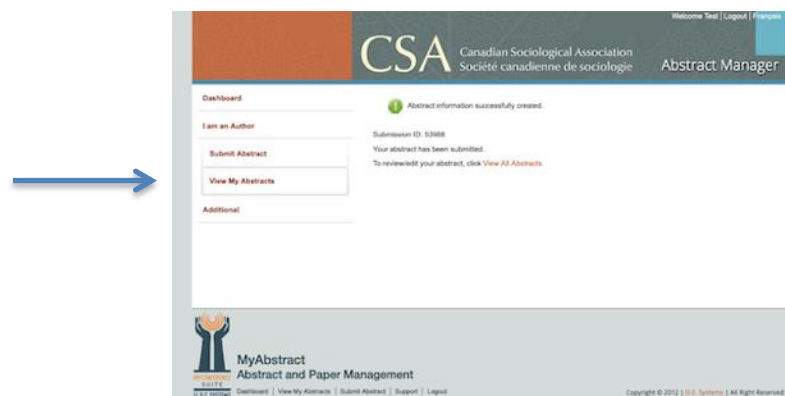 Welcome Test | Logout | Français
CSA
Canadian Sociological Association
Société canadienne de sociologie
Abstract Manager
Dashboard
I am an Author
Submit Abstract
View My Abstracts
Additional
Abstract information successfully created.
Submission ID: 53988
Your abstract has been submitted.
To review/edit your abstract, click View All Abstracts
MyAbstract
Abstract and Paper Management
SUITE
Dashboard | View My Abstracts | Submit Abstract | Support | Logout
Copyright © 2012 | O.E. Systems | All Right Reserved